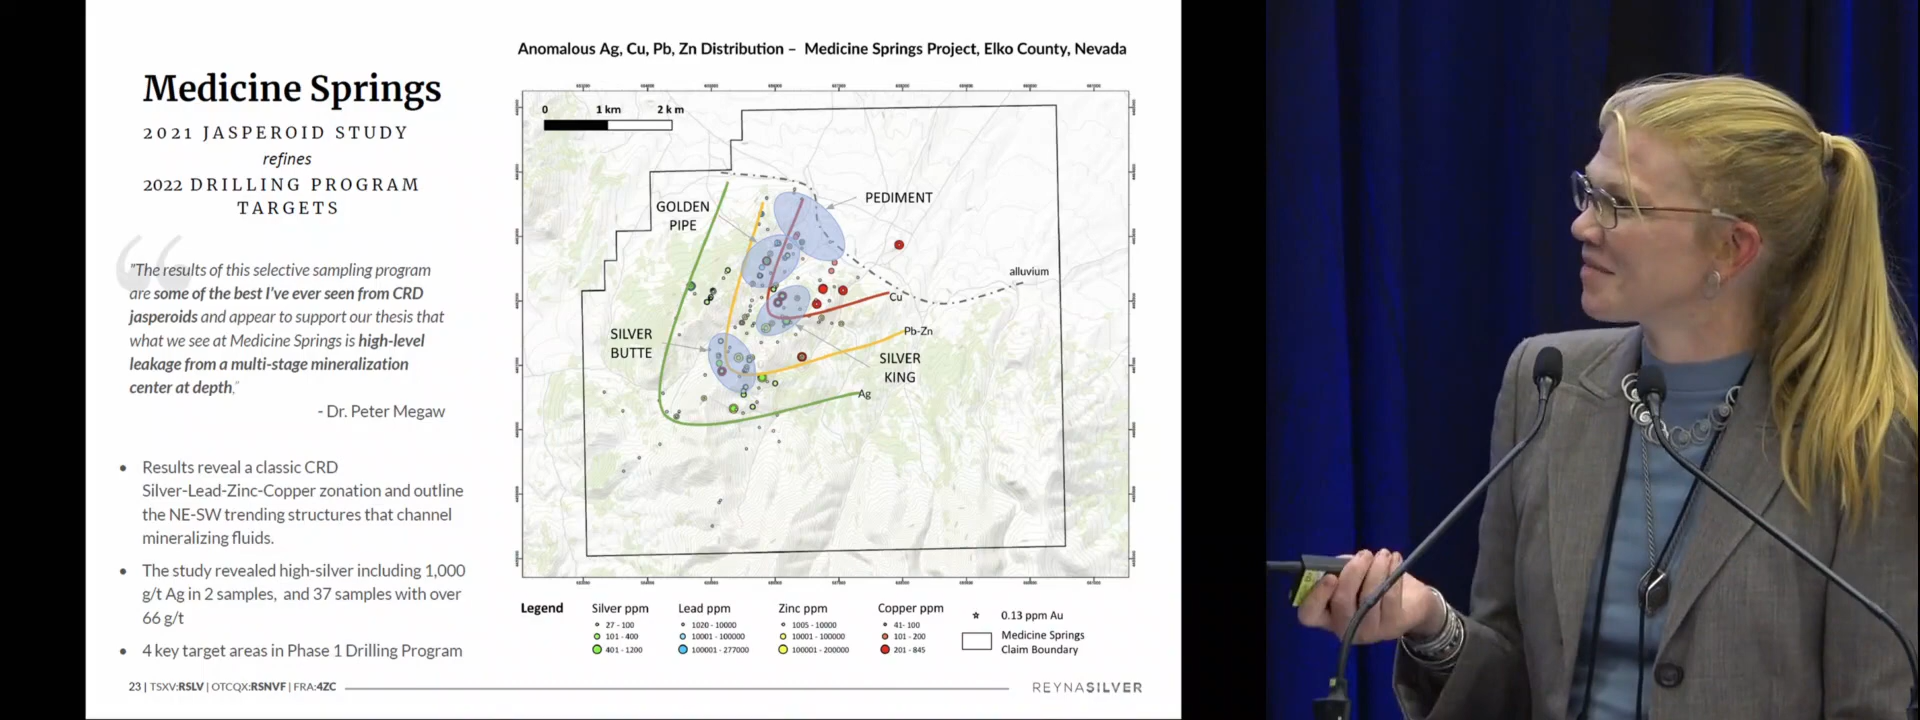 Medicine Springs
2021 JASPEROID STUDY
refines
2022 DRILLING PROGRAM
TARGETS
"The results of this selective sampling program
are some of the best I've ever seen from CRD
jasperoids and appear to support our thesis that
what we see at Medicine Springs is high-level
leakage from a multi-stage mineralization
center at depth."
- Dr. Peter Megaw
• Results reveal a classic CRD
Silver-Lead-Zinc-Copper zonation and outline
the NE-SW trending structures that channel
mineralizing fluids.
• The study revealed high-silver including 1,000
g/t Ag in 2 samples, and 37 samples with over
66 g/t
• 4 key target areas in Phase 1 Drilling Program
Anomalous Ag, Cu, Pb, Zn Distribution – Medicine Springs Project, Elko County, Nevada
0 1 km 2 km
PEDIMENT
GOLDEN
PIPE
alluvium
Cu
Pb-Zn
SILVER
BUTTE
SILVER
KING
Ag
Legend
Silver ppm
27 - 100
101 - 400
401 - 1200
Lead ppm
1020 - 10000
10001 - 100000
100001 - 277000
Zinc ppm
1005 - 10000
10001 - 100000
100001 - 200000
Copper ppm
41 - 100
101 - 200
201 - 845
0.13 ppm Au
Medicine Springs
Claim Boundary
23 | TSXV:RSLV | OTCQX:RSNVF | FRA:4ZC
REYNASILVER